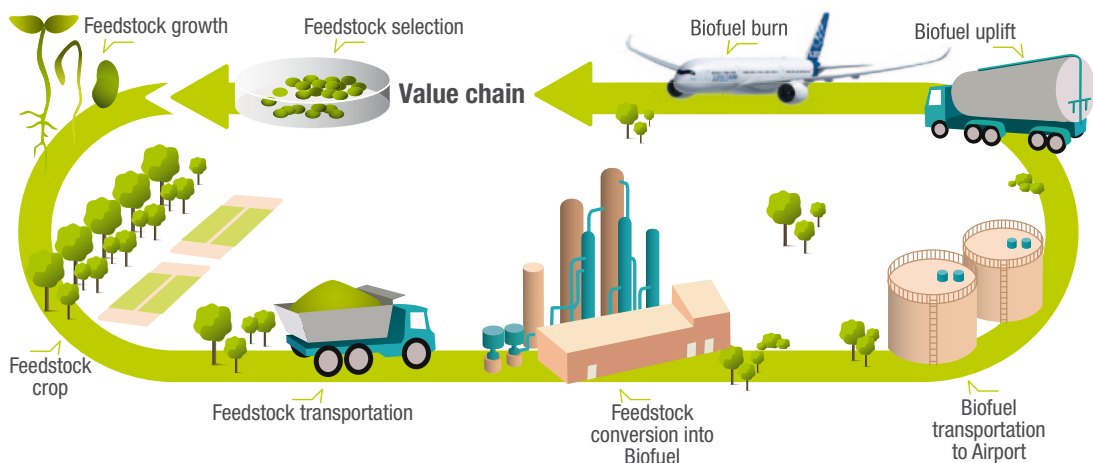 Feedstock growth
Feedstock selection
Biofuel burn
Biofuel uplift
Value chain
Feedstock
crop
Feedstock transportation
Feedstock
conversion into
Biofuel
Biofuel
transportation
to Airport